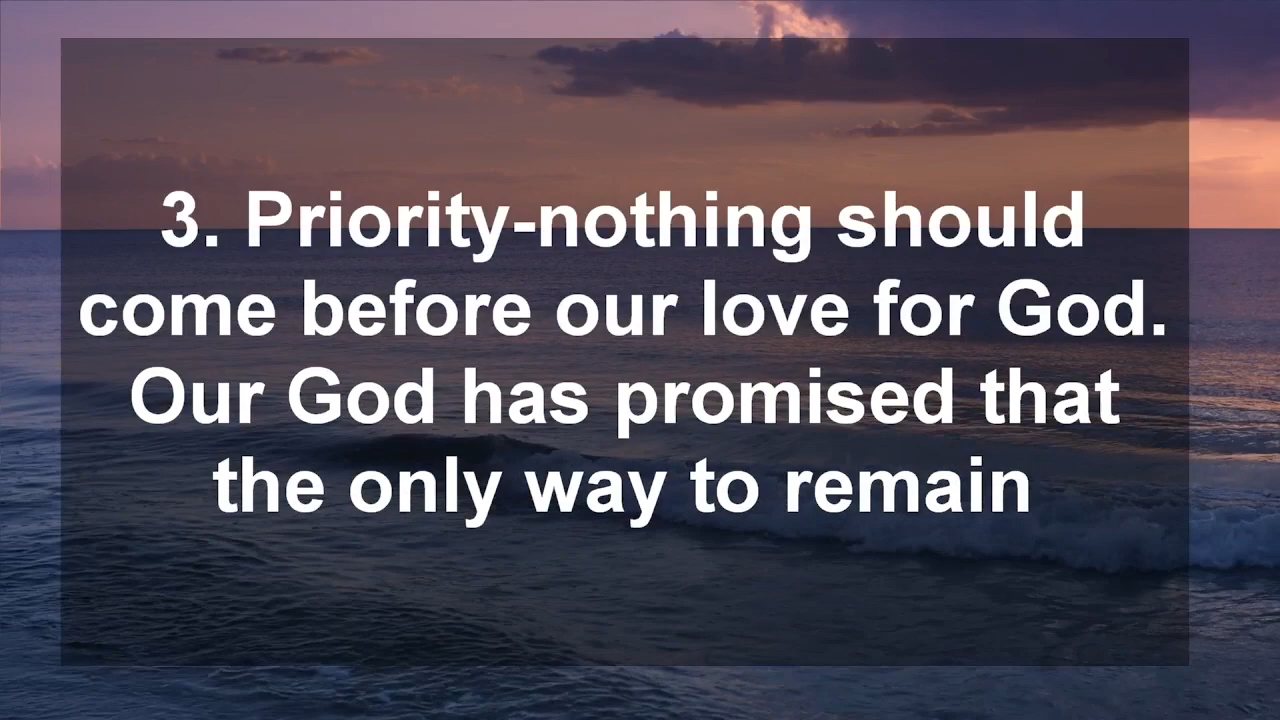 3. Priority-nothing should
come before our love for God.
Our God has promised that
the only way to remain